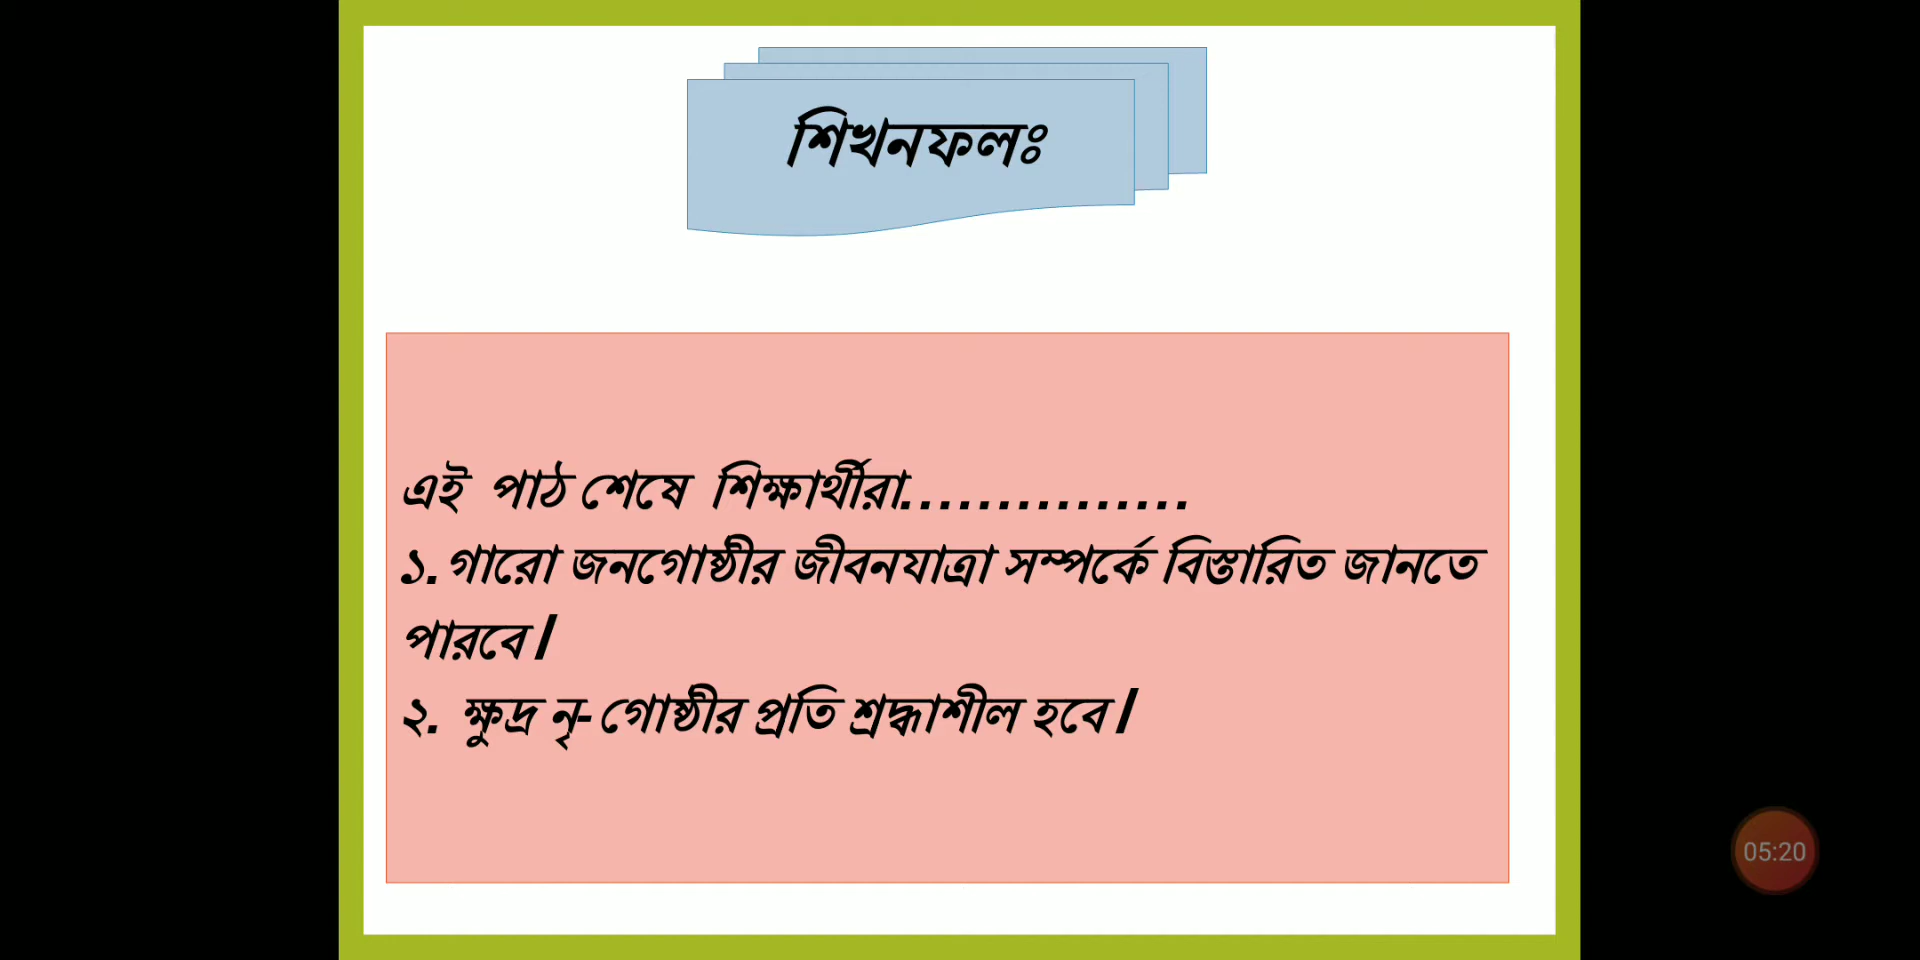 শিখনফলঃ
এই পাঠ শেষে শিক্ষার্থীরা...............
১. গারো জনগোষ্ঠীর জীবনযাত্রা সম্পর্কে বিস্তারিত জানতে
পারবে।
২. ক্ষুদ্র নৃ-গোষ্ঠীর প্রতি শ্রদ্ধাশীল হবে।
05:20